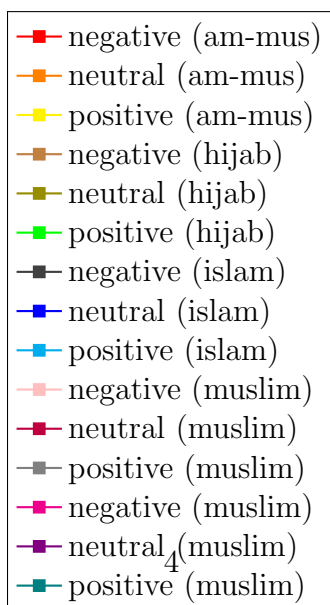 negative (am-mus)
neutral (am-mus)
positive (am-mus)
negative (hijab)
neutral (hijab)
positive (hijab)
negative (islam)
neutral (islam)
positive (islam)
negative (muslim)
neutral (muslim)
positive (muslim)
negative (muslim)
neutral (muslim)
4
positive (muslim)